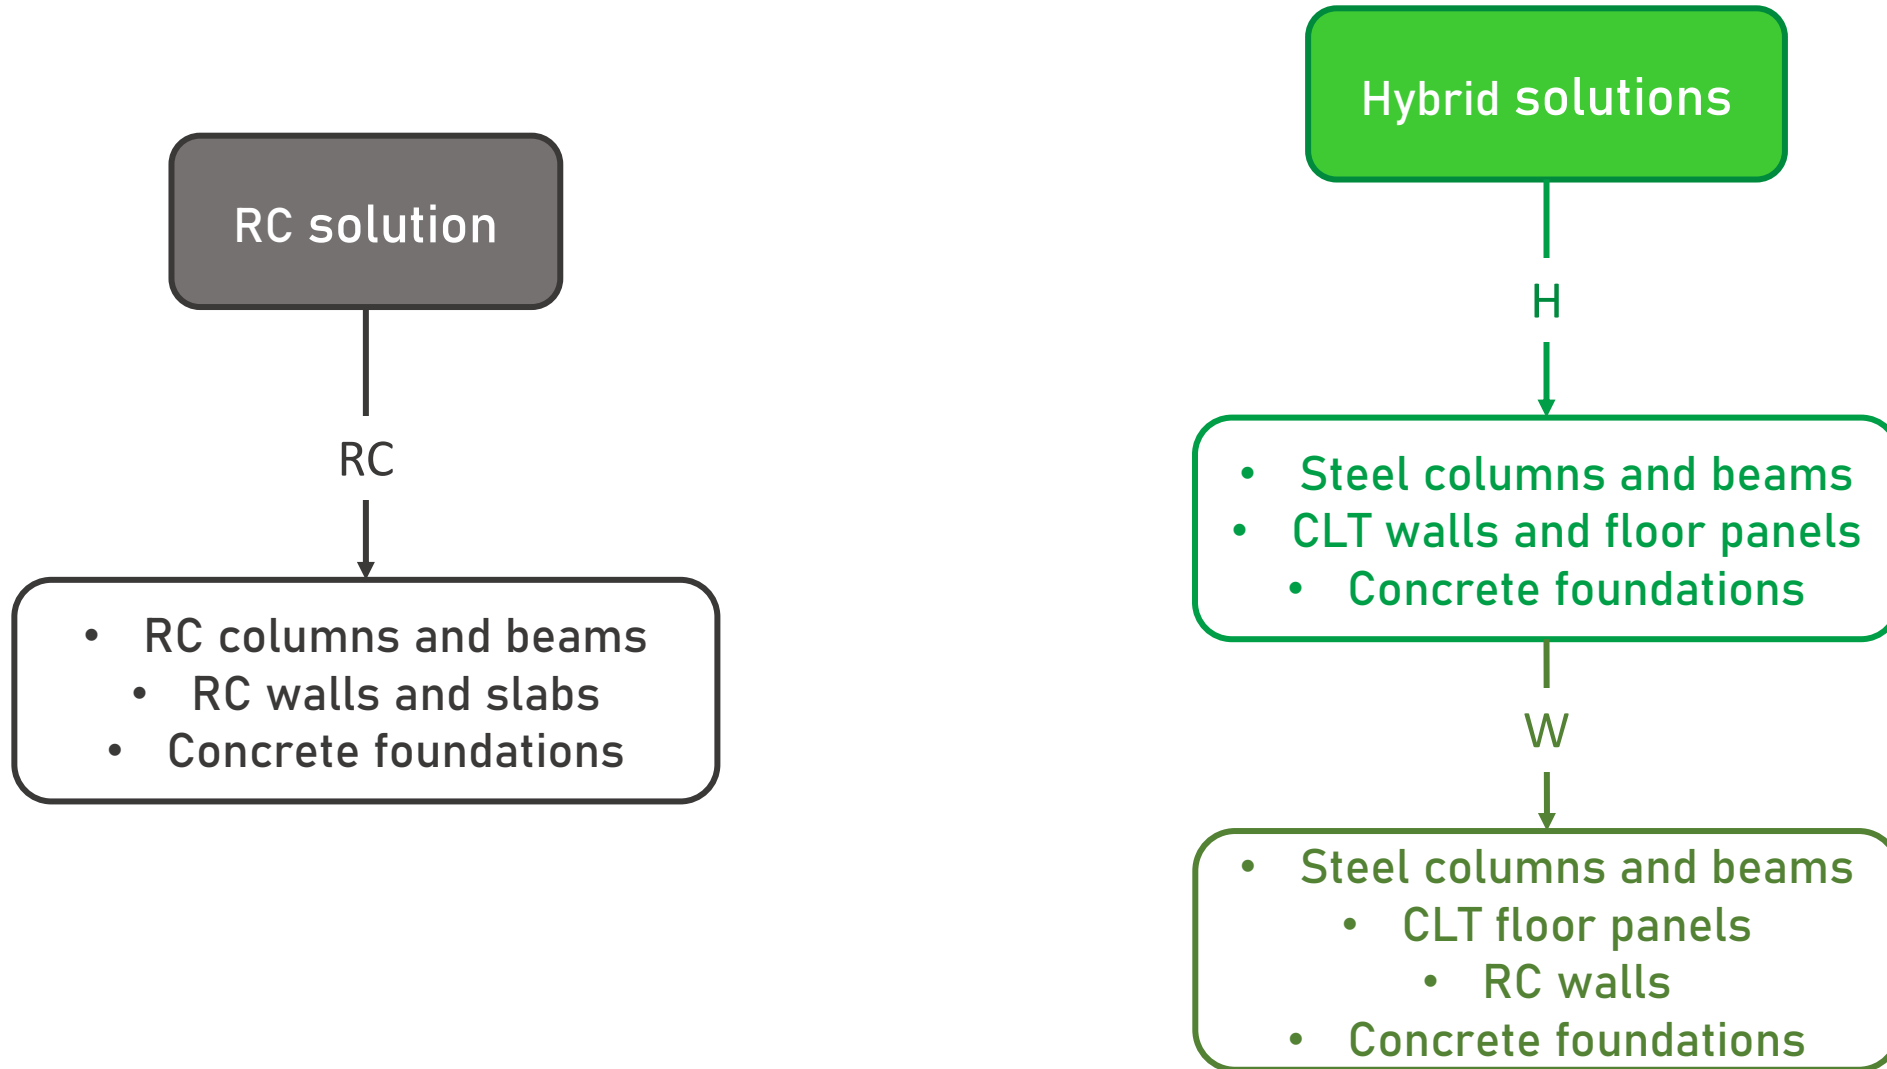 RC solution
RC
• RC columns and beams
• RC walls and slabs
• Concrete foundations
Hybrid solutions
H
• Steel columns and beams
• CLT walls and floor panels
• Concrete foundations
W
• Steel columns and beams
• CLT floor panels
• RC walls
• Concrete foundations